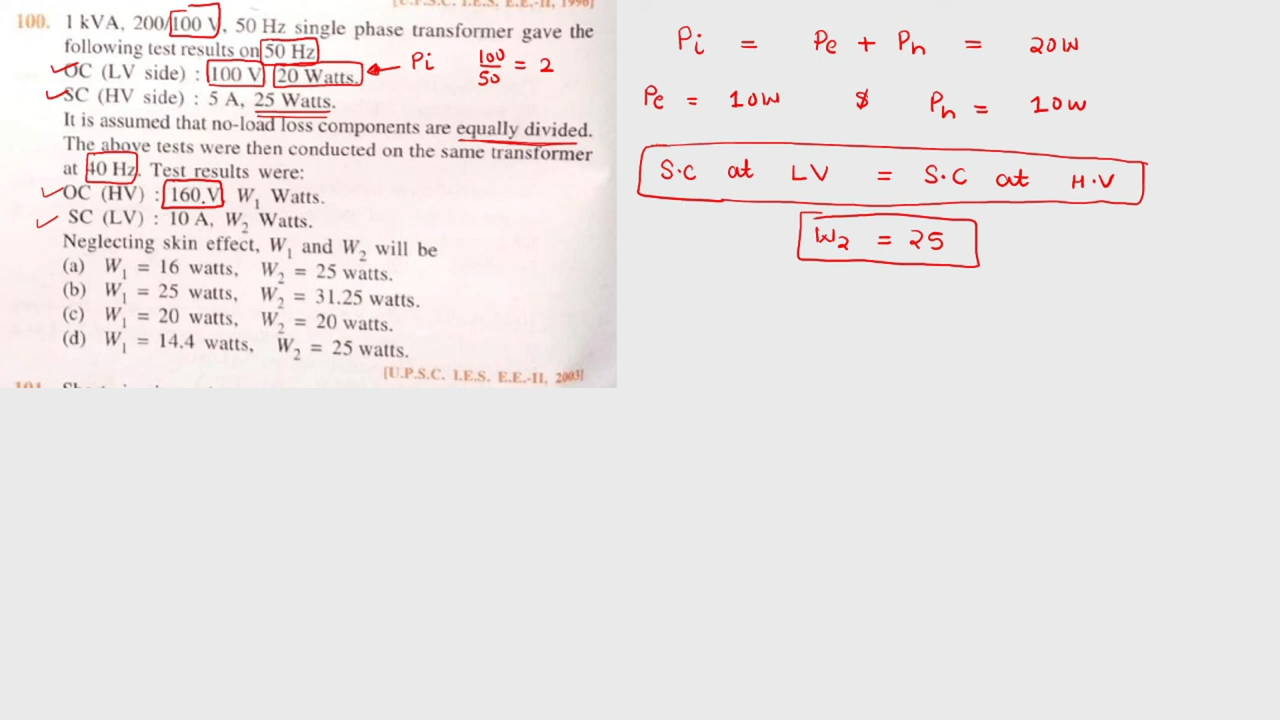 [U.P.S.C. I.E.S. E.E.-II, 1990]
100. 1 kVA, 200/100 V, 50 Hz single phase transformer gave the
following test results on 50 Hz
OC (LV side) : 100 V 20 Watts.
SC (HV side) : 5 A, 25 Watts.
It is assumed that no-load loss components are equally divided.
The above tests were then conducted on the same transformer
at 40 Hz. Test results were:
OC (HV) : 160 V W₁ Watts.
SC (LV) : 10 A, W₂ Watts.
Neglecting skin effect, W₁ and W₂ will be
(a) W₁ = 16 watts, W₂ = 25 watts.
(b) W₁ = 25 watts, W₂ = 31.25 watts.
(c) W₁ = 20 watts, W₂ = 20 watts.
(d) W₁ = 14.4 watts, W₂ = 25 watts.
[U.P.S.C. I.E.S. E.E.-II, 2003]
Pi 100/50 = 2
Pi = Pe + Ph = 20W
Pe = 10W $ Ph = 10W
S.C at LV = S.C at H.V
W₂ = 25